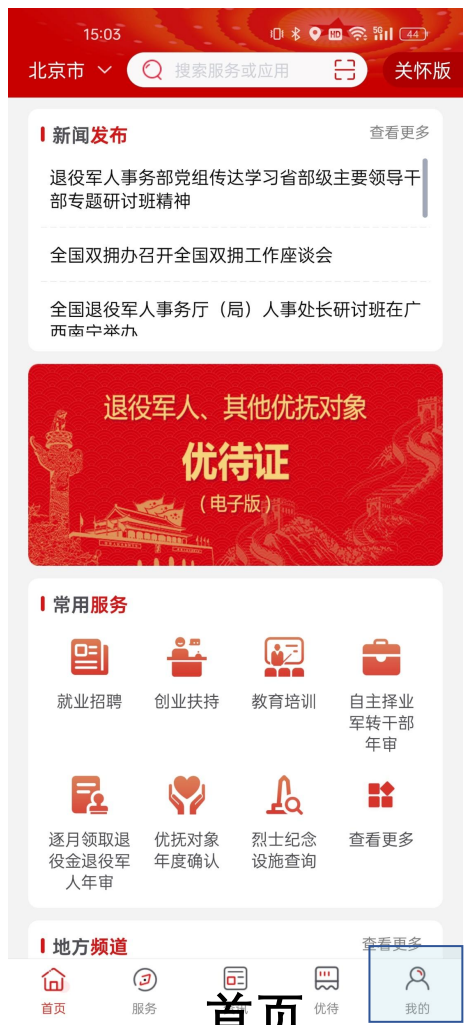 15:03 HD 5G 44
北京市 搜索服务或应用 关怀版
新闻发布 查看更多
退役军人事务部党组传达学习省部级主要领导干
部专题研讨班精神
全国双拥办召开全国双拥工作座谈会
全国退役军人事务厅（局）人事处长研讨班在广
西南宁举办
退役军人、其他优抚对象
优待证
（电子版）
常用服务
就业招聘 创业扶持 教育培训 自主择业
军转干部
年审
逐月领取退
役金退役军
人年审 优抚对象
年度确认 烈士纪念
设施查询 查看更多
地方频道 查看更多
首页 服务 优待 我的
首页